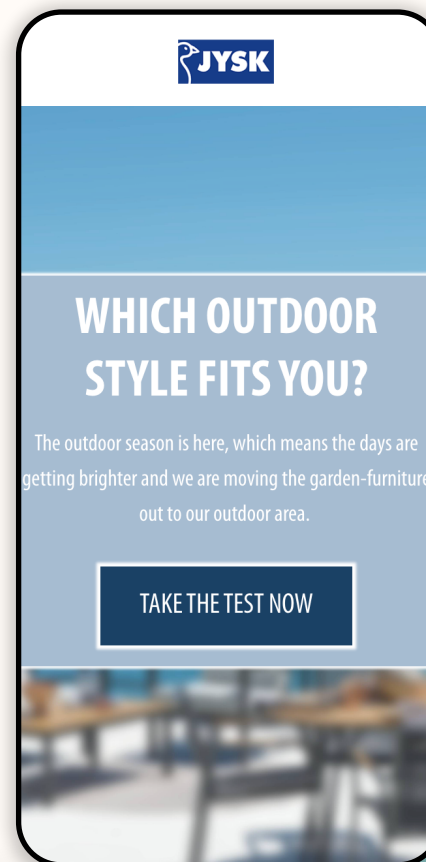 JYSK
WHICH OUTDOOR
STYLE FITS YOU?
The outdoor season is here, which means the days are
getting brighter and we are moving the garden-furniture
out to our outdoor area.
TAKE THE TEST NOW